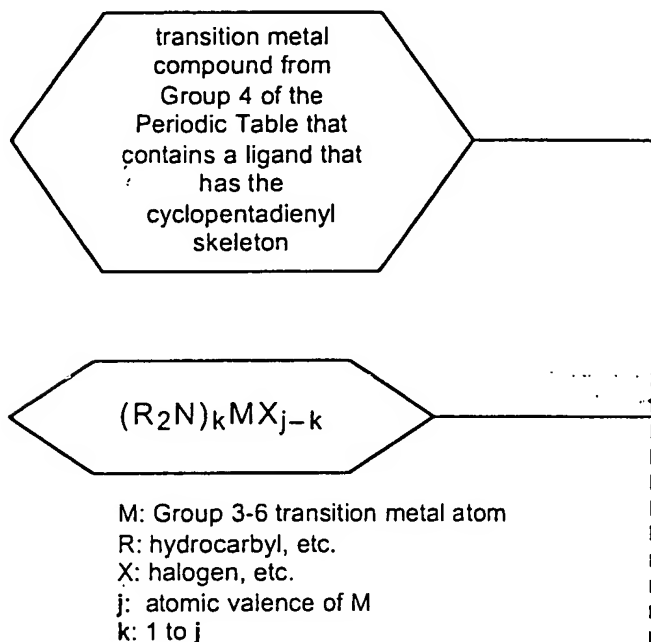 transition metal
compound from
Group 4 of the
Periodic Table that
contains a ligand that
has the
cyclopentadienyl
skeleton
(R₂N)ₖMXⱼ₋ₖ
M: Group 3-6 transition metal atom
R: hydrocarbyl, etc.
X: halogen, etc.
j: atomic valence of M
k: 1 to j